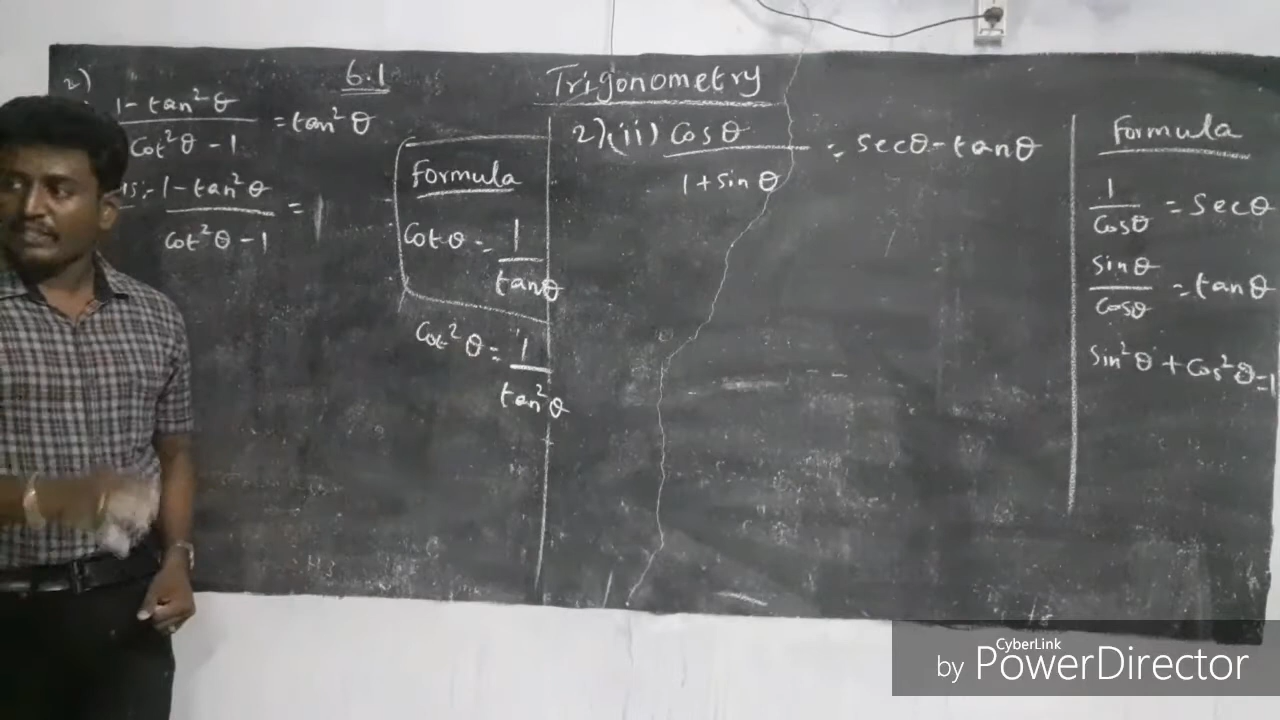 6.1
Trigonometry
2)
1 - tan²θ / cot²θ - 1 = tan²θ
1 - tan²θ / cot²θ - 1 =
Formula
Cotθ = 1 / tanθ
Cot²θ = 1 / tan²θ
2)(ii) Cosθ / 1 + sinθ = secθ - tanθ
Formula
1 / Cosθ = Secθ
sinθ / Cosθ = tanθ
Sin²θ + Cos²θ = 1
CyberLink
by PowerDirector